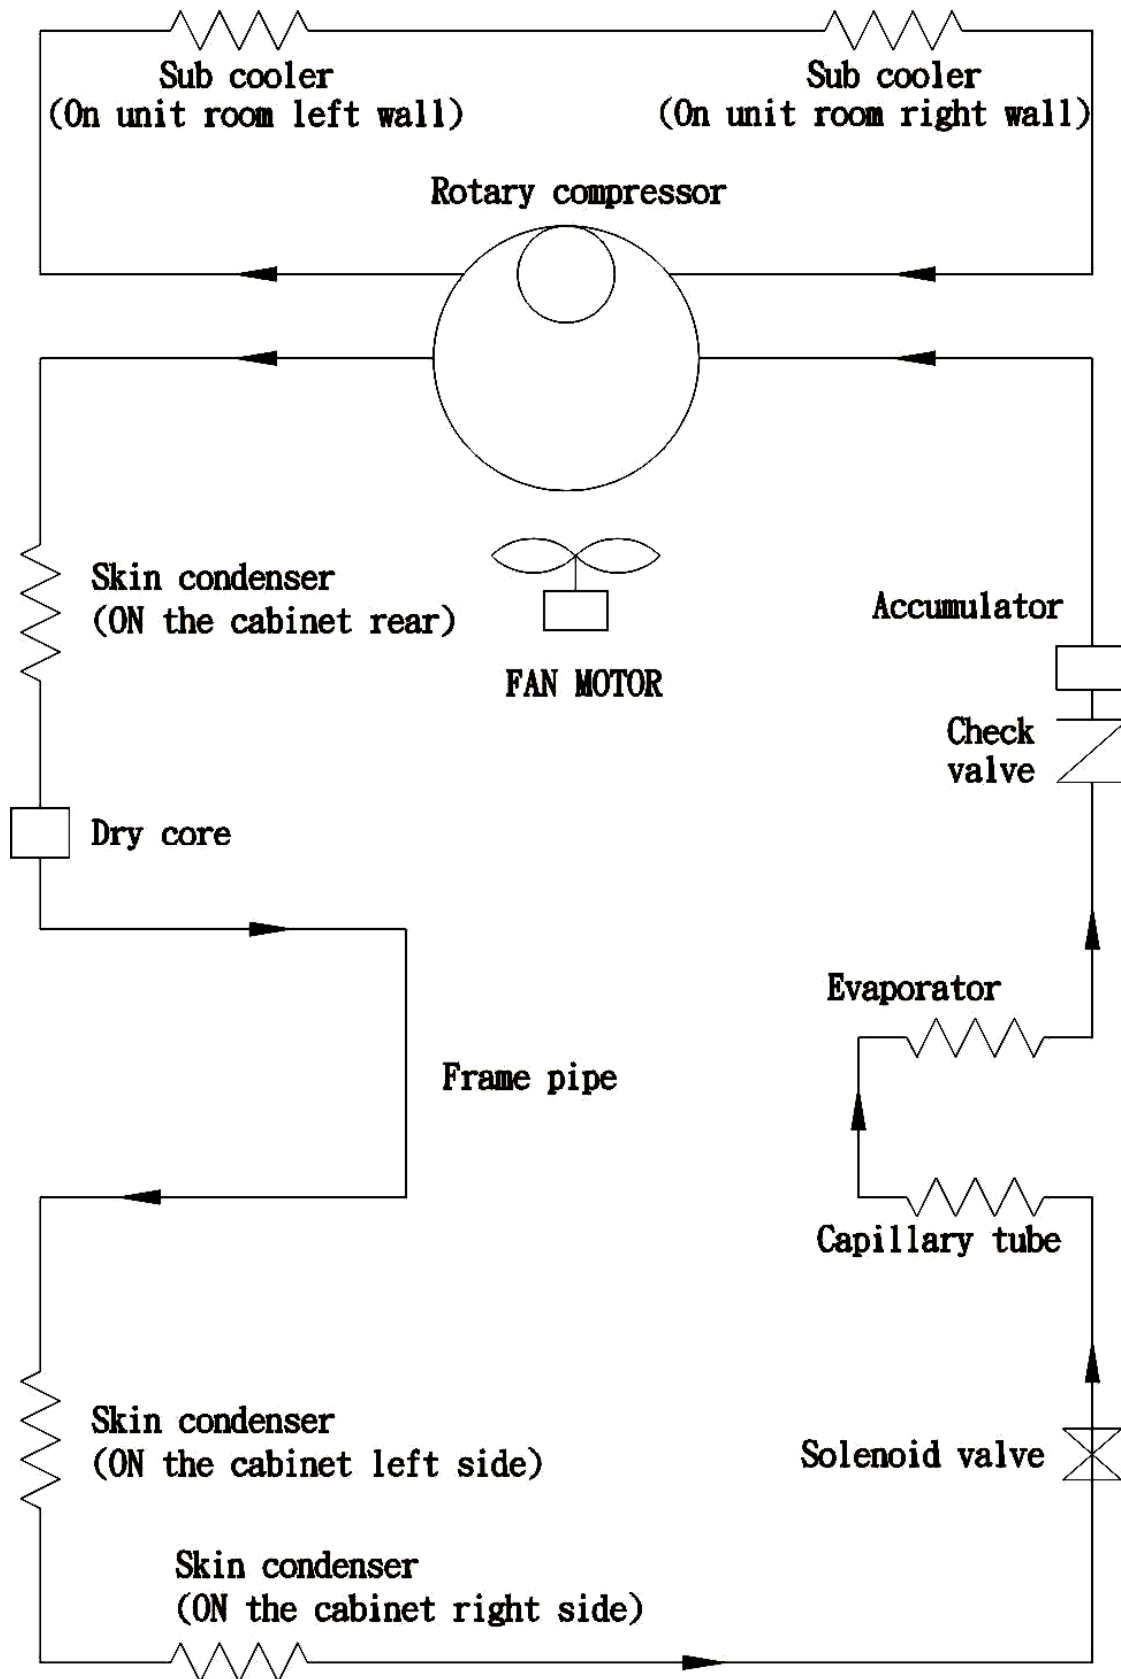 Sub cooler
(On unit room left wall)
Sub cooler
(On unit room right wall)
Rotary compressor
Skin condenser
(ON the cabinet rear)
FAN MOTOR
Accumulator
Check
valve
Dry core
Evaporator
Frame pipe
Capillary tube
Skin condenser
(ON the cabinet left side)
Solenoid valve
Skin condenser
(ON the cabinet right side)